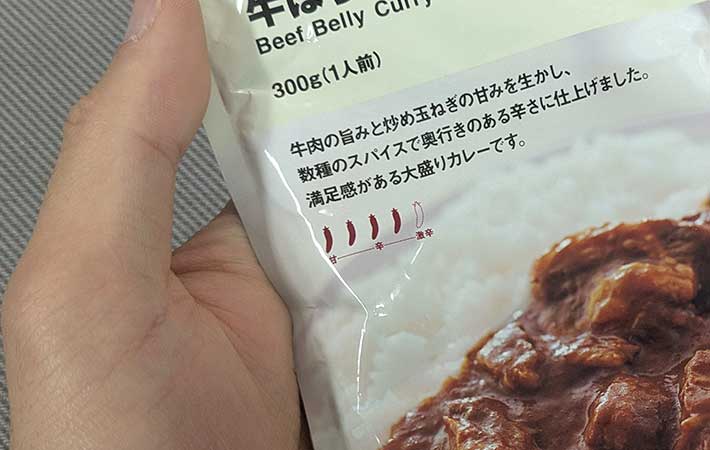 牛ば
Beef Belly Curry
300g(1人前)
牛肉の旨みと炒め玉ねぎの甘みを生かし、
数種のスパイスで奥行きのある辛さに仕上げました。
満足感がある大盛りカレーです。
甘 辛 激辛